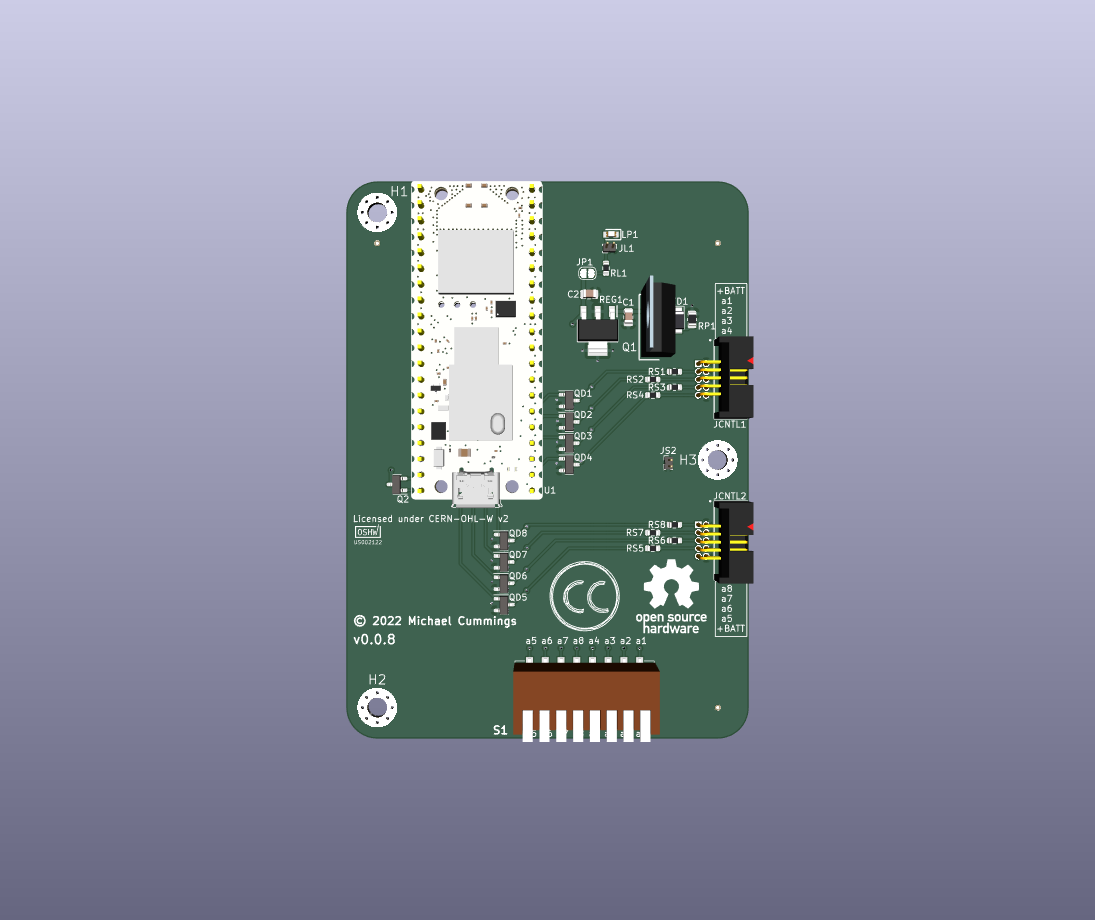 H1
LP1
JL1
JP1
RL1
C2
REG1
C1
D1
RP1
Q1
+BATT
a1
a2
a3
a4
RS1
RS2
RS3
RS4
QD1
QD2
QD3
QD4
JCNTL1
JS2
H3
U1
Q2
JCNTL2
Licensed under CERN-OHL-W v2
OSHW
US002122
RS8
RS7
RS6
RS5
QD8
QD7
QD6
QD5
CC
a8
a7
a6
a5
+BATT
open source
hardware
© 2022 Michael Cummings
v0.0.8
a5 a6 a7 a8 a4 a3 a2 a1
H2
S1